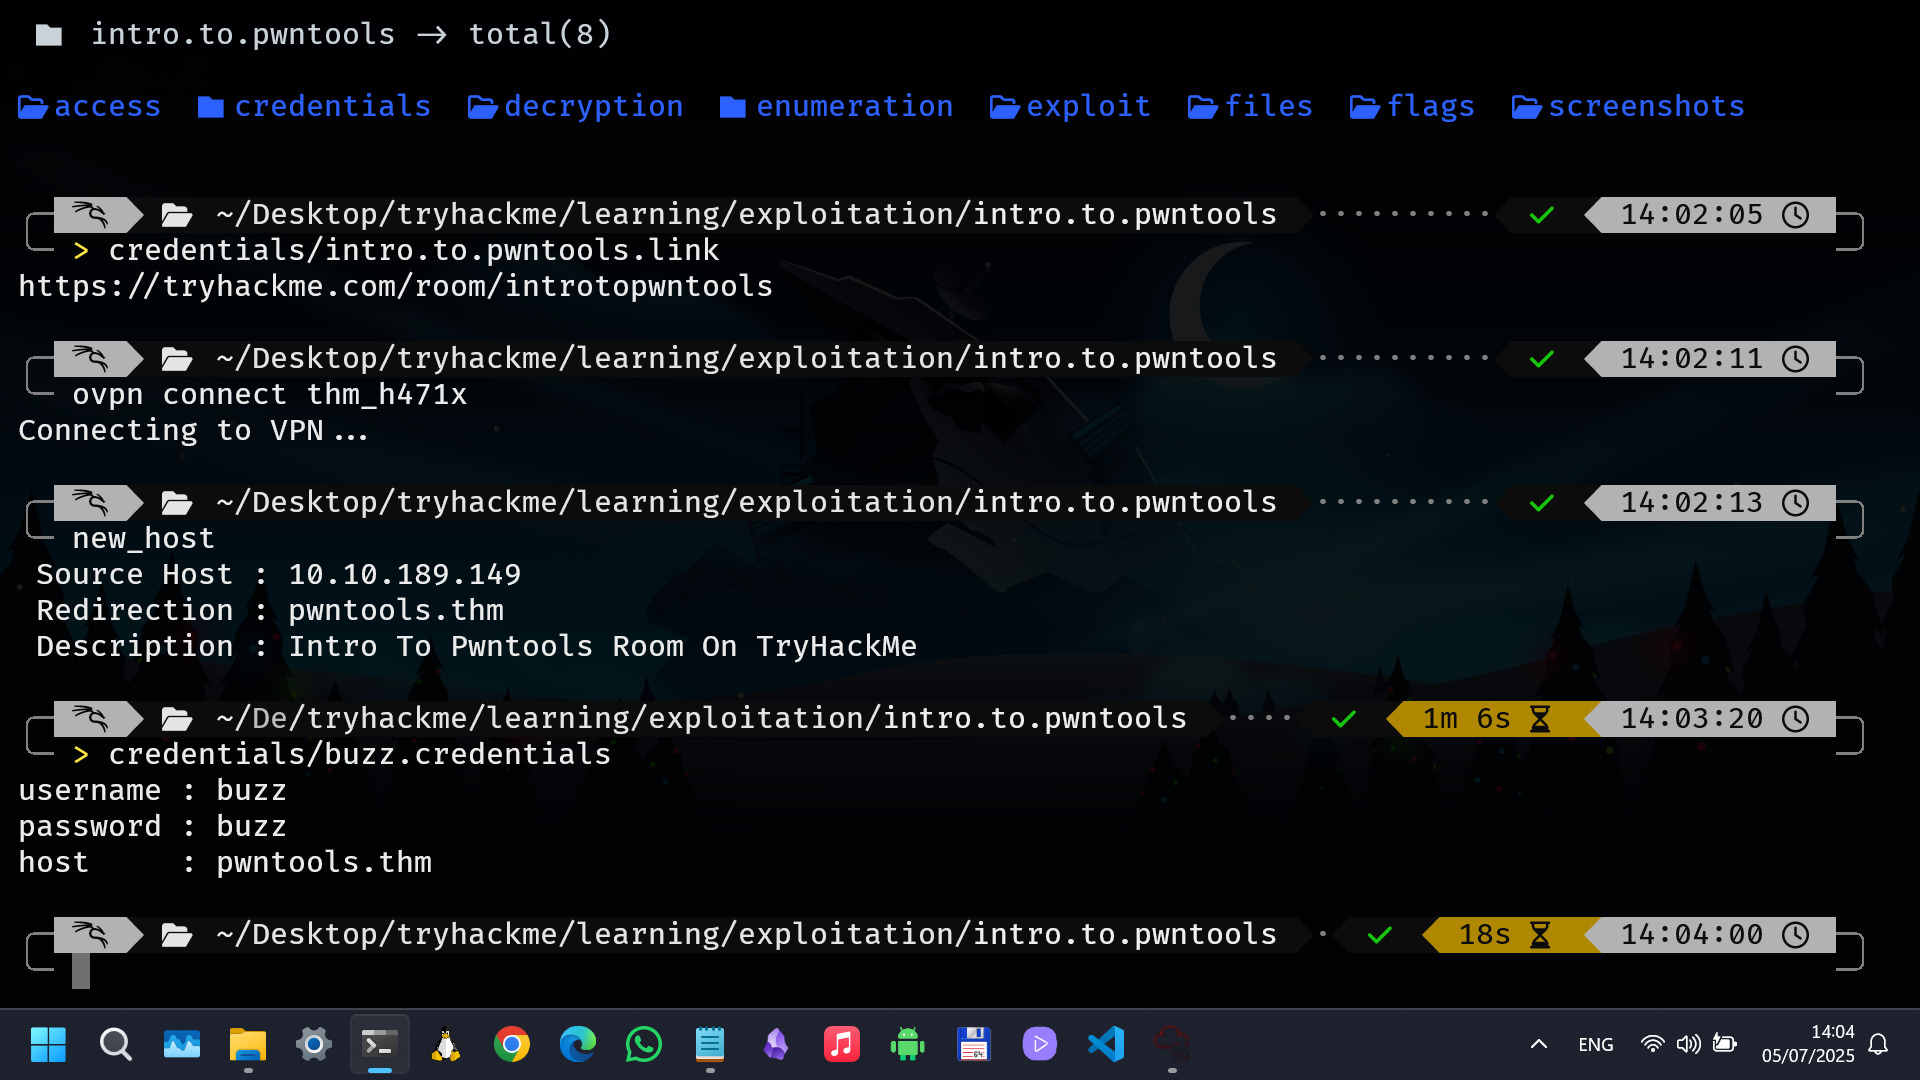 intro.to.pwntools → total(8)
access credentials decryption enumeration exploit files flags screenshots
~/Desktop/tryhackme/learning/exploitation/intro.to.pwntools ·········· ✓ 14:02:05
> credentials/intro.to.pwntools.link
https://tryhackme.com/room/introtopwntools
~/Desktop/tryhackme/learning/exploitation/intro.to.pwntools ·········· ✓ 14:02:11
ovpn connect thm_h471x
Connecting to VPN...
~/Desktop/tryhackme/learning/exploitation/intro.to.pwntools ·········· ✓ 14:02:13
new_host
Source Host : 10.10.189.149
Redirection : pwntools.thm
Description : Intro To Pwntools Room On TryHackMe
~/De/tryhackme/learning/exploitation/intro.to.pwntools ···· ✓ 1m 6s 14:03:20
> credentials/buzz.credentials
username : buzz
password : buzz
host     : pwntools.thm
~/Desktop/tryhackme/learning/exploitation/intro.to.pwntools · ✓ 18s 14:04:00
ENG
14:04
05/07/2025